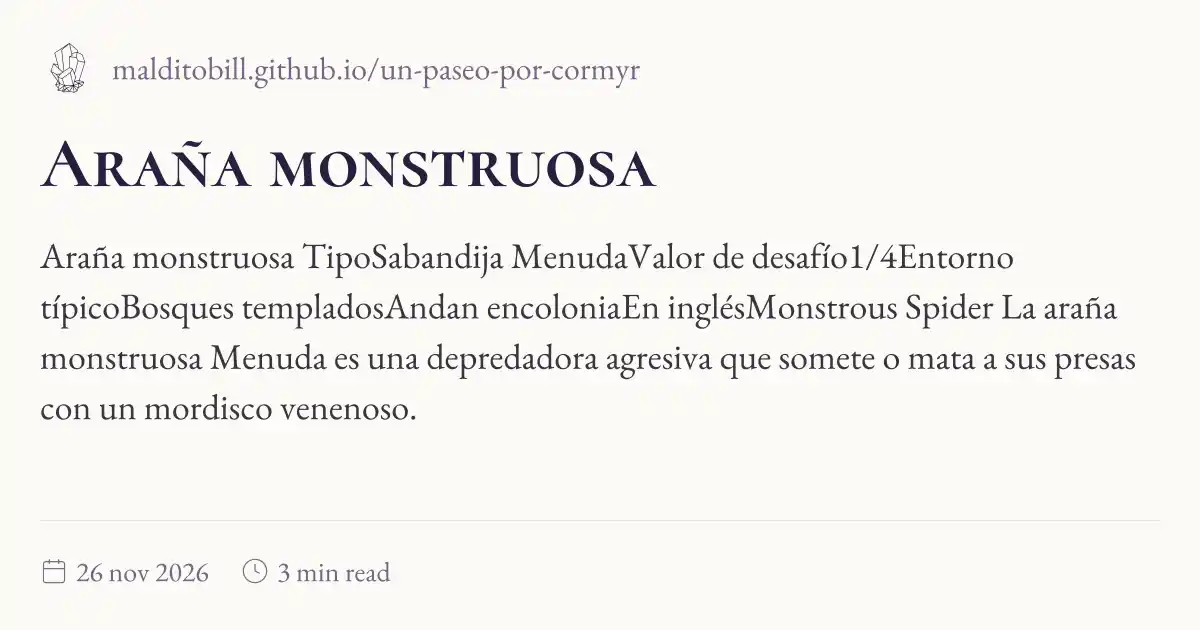 malditobill.github.io/un-paseo-por-cormyr
Araña monstruosa
Araña monstruosa TipoSabandija MenudaValor de desafío1/4Entorno
típicoBosques templadosAndan encoloniaEn inglésMonstrous Spider La araña
monstruosa Menuda es una depredadora agresiva que somete o mata a sus presas
con un mordisco venenoso.
26 nov 2026
3 min read